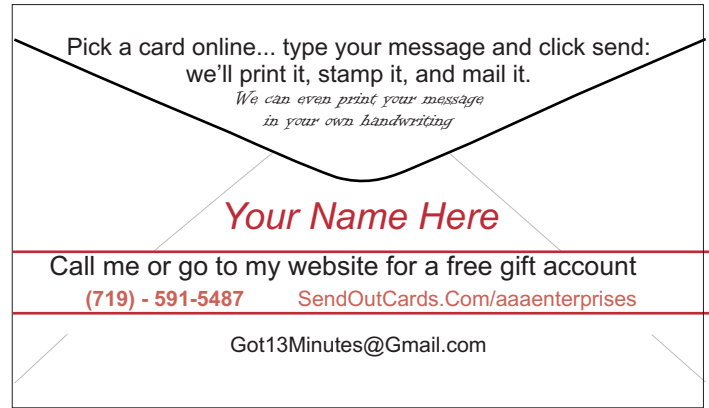 Pick a card online... type your message and click send:
we'll print it, stamp it, and mail it.
We can even print your message
in your own handwriting
Your Name Here
Call me or go to my website for a free gift account
(719) - 591-5487 SendOutCards.Com/aaaenterprises
Got13Minutes@Gmail.com